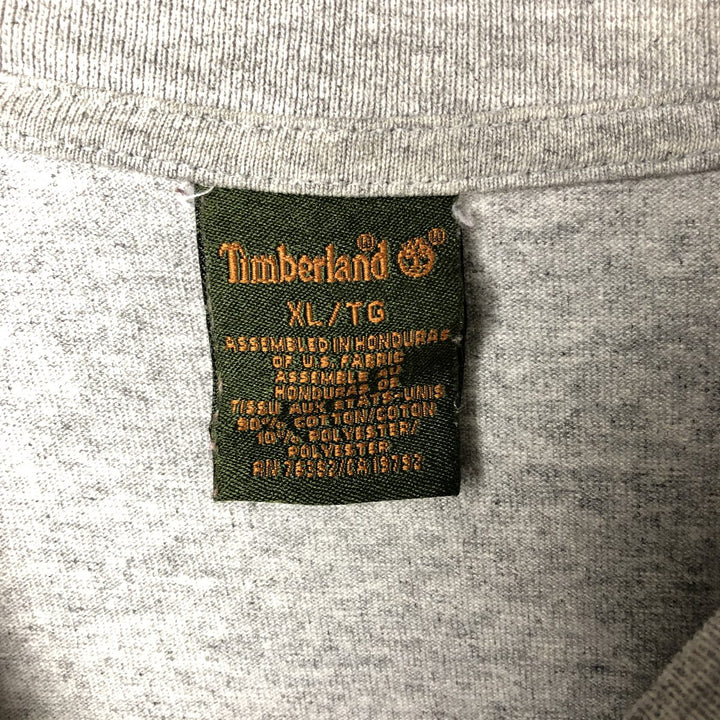 Timberland®
XL/TG
ASSEMBLED IN HONDURAS
OF U.S. FABRIC
ASSEMBLE AU
HONDURAS DE
TISSU AUX ETATS-UNIS
90% COTTON/COTON
10% POLYESTER/
POLYESTER